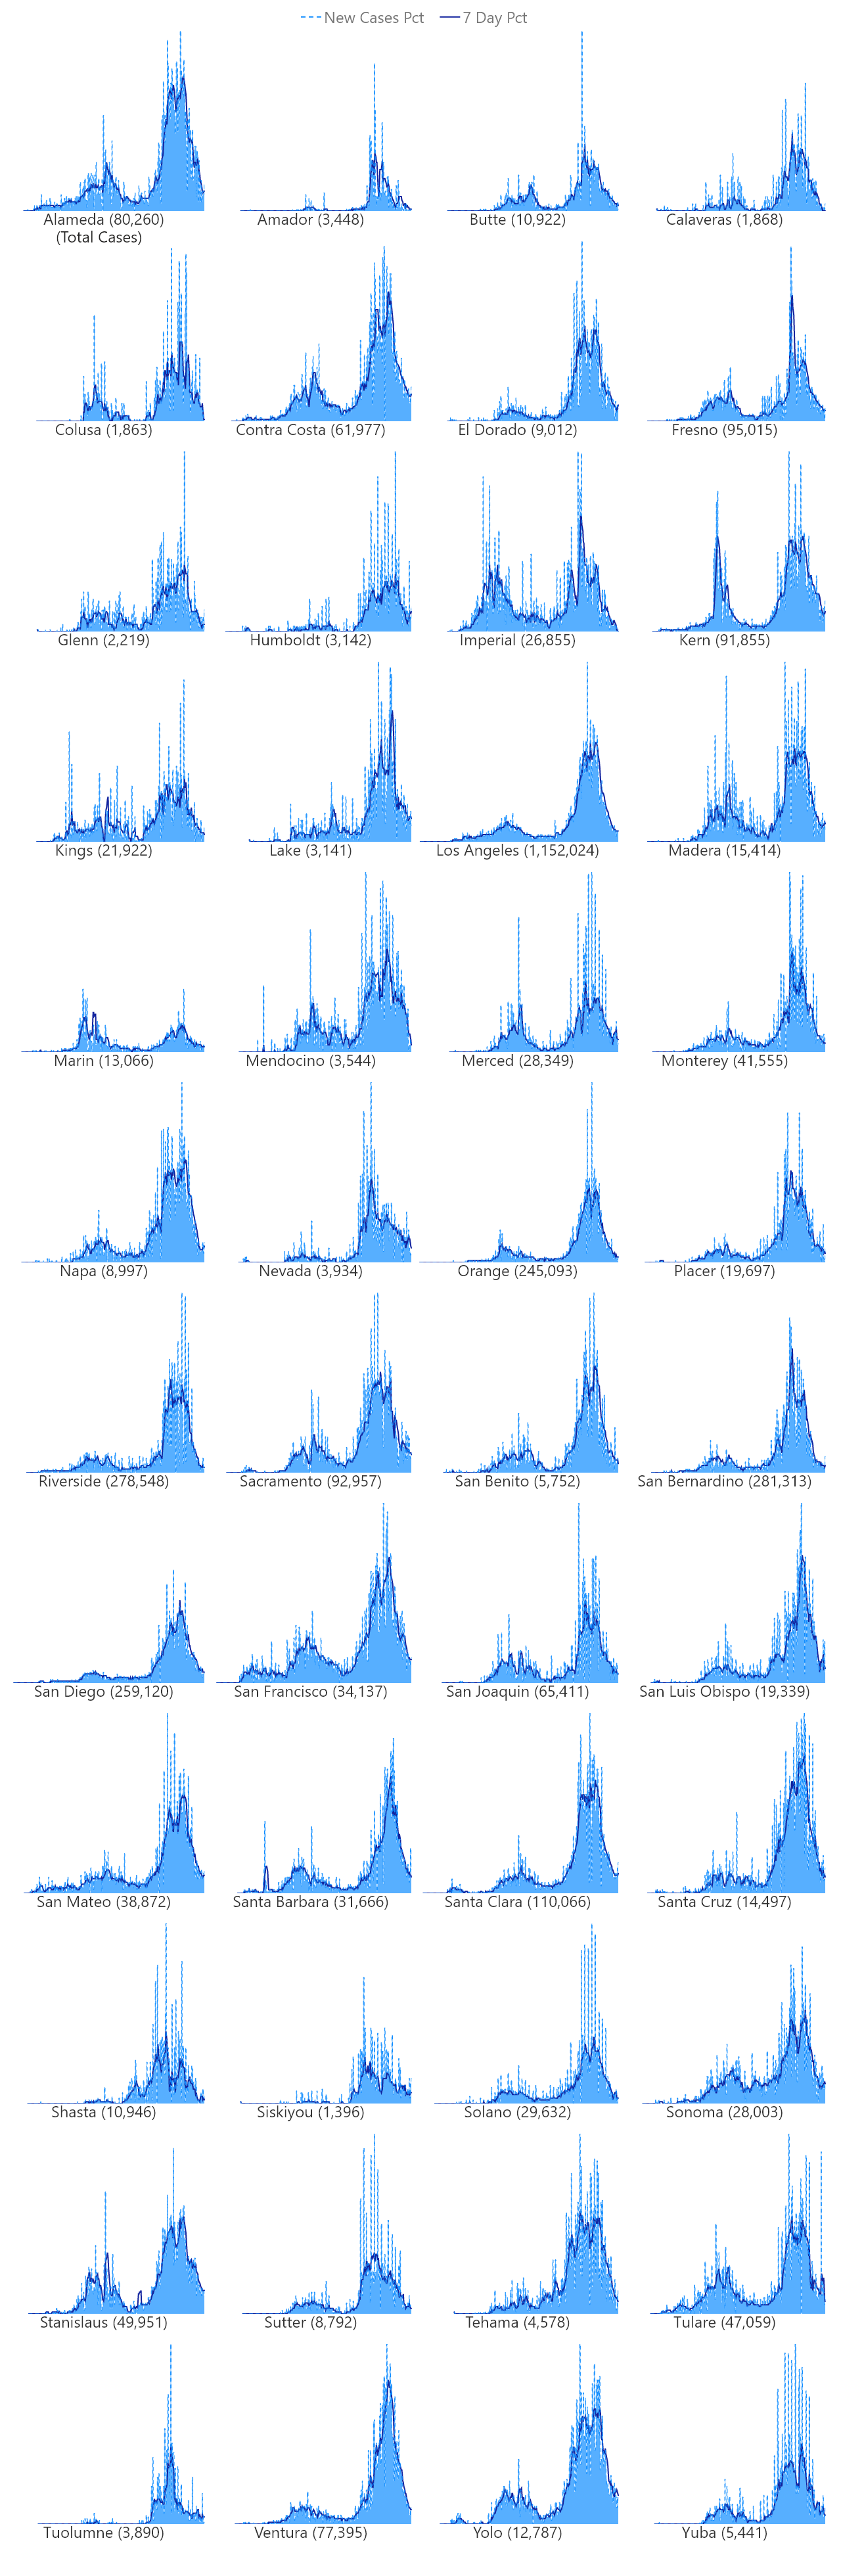 New Cases Pct 7 Day Pct
Alameda (80,260) Amador (3,448) Butte (10,922) Calaveras (1,868)
(Total Cases)
Colusa (1,863) Contra Costa (61,977) El Dorado (9,012) Fresno (95,015)
Glenn (2,219) Humboldt (3,142) Imperial (26,855) Kern (91,855)
Kings (21,922) Lake (3,141) Los Angeles (1,152,024) Madera (15,414)
Marin (13,066) Mendocino (3,544) Merced (28,349) Monterey (41,555)
Napa (8,997) Nevada (3,934) Orange (245,093) Placer (19,697)
Riverside (278,548) Sacramento (92,957) San Benito (5,752) San Bernardino (281,313)
San Diego (259,120) San Francisco (34,137) San Joaquin (65,411) San Luis Obispo (19,339)
San Mateo (38,872) Santa Barbara (31,666) Santa Clara (110,066) Santa Cruz (14,497)
Shasta (10,946) Siskiyou (1,396) Solano (29,632) Sonoma (28,003)
Stanislaus (49,951) Sutter (8,792) Tehama (4,578) Tulare (47,059)
Tuolumne (3,890) Ventura (77,395) Yolo (12,787) Yuba (5,441)